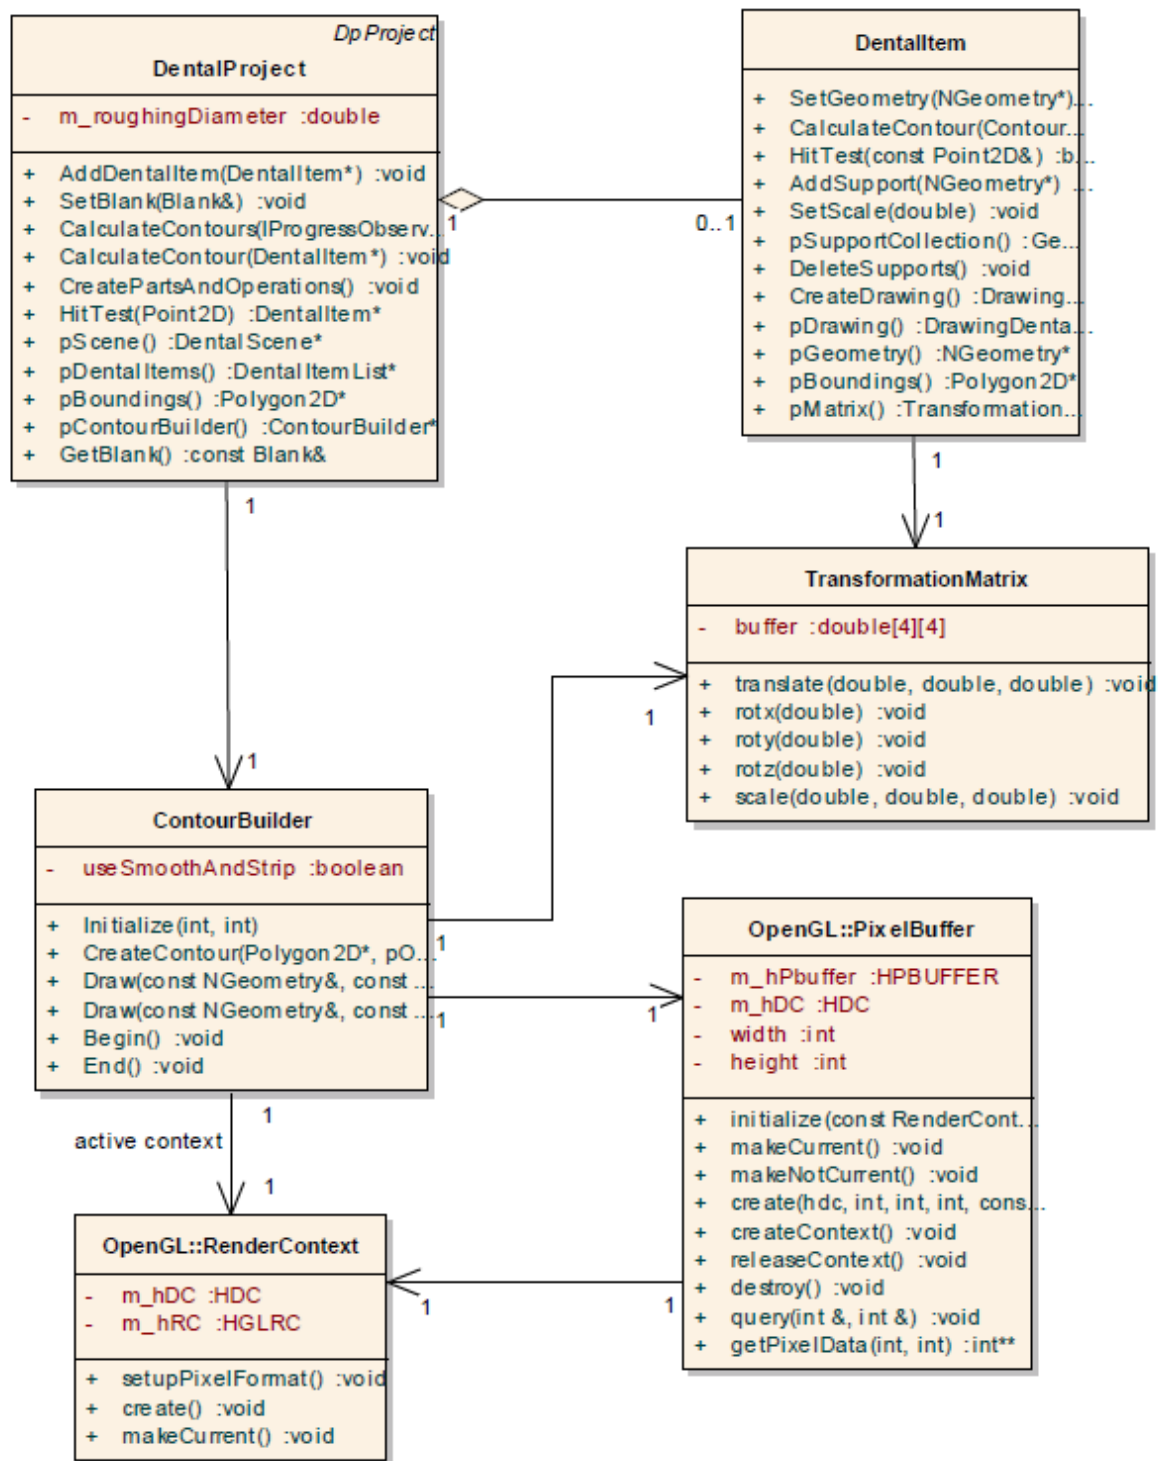 DpProject
DentalProject
- m_roughingDiameter :double
+ AddDentalItem(DentalItem*) :void
+ SetBlank(Blank&) :void
+ CalculateContours(IProgressObserv...
+ CalculateContour(DentalItem*) :void
+ CreatePartsAndOperations() :void
+ HitTest(Point2D) :DentalItem*
+ pScene() :DentalScene*
+ pDentalItems() :DentalItemList*
+ pBoundings() :Polygon2D*
+ pContourBuilder() :ContourBuilder*
+ GetBlank() :const Blank&
1
0..1
DentalItem
+ SetGeometry(NGeometry*)...
+ CalculateContour(Contour...
+ HitTest(const Point2D&) :b...
+ AddSupport(NGeometry*) ...
+ SetScale(double) :void
+ pSupportCollection() :Ge...
+ DeleteSupports() :void
+ CreateDrawing() :Drawing...
+ pDrawing() :DrawingDenta...
+ pGeometry() :NGeometry*
+ pBoundings() :Polygon2D*
+ pMatrix() :Transformation...
1
1
1
1
TransformationMatrix
- buffer :double[4][4]
+ translate(double, double, double) :void
+ rotx(double) :void
+ roty(double) :void
+ rotz(double) :void
+ scale(double, double, double) :void
1
ContourBuilder
- useSmoothAndStrip :boolean
+ Initialize(int, int)
+ CreateContour(Polygon2D*, pO...
+ Draw(const NGeometry&, const ...
+ Draw(const NGeometry&, const ...
+ Begin() :void
+ End() :void
1
1
1
OpenGL::PixelBuffer
- m_hPbuffer :HPBUFFER
- m_hDC :HDC
- width :int
- height :int
+ initialize(const RenderCont...
+ makeCurrent() :void
+ makeNotCurrent() :void
+ create(hdc, int, int, int, cons...
+ createContext() :void
+ releaseContext() :void
+ destroy() :void
+ query(int &, int &) :void
+ getPixelData(int, int) :int**
1
active context
1
1
1
OpenGL::RenderContext
- m_hDC :HDC
- m_hRC :HGLRC
+ setupPixelFormat() :void
+ create() :void
+ makeCurrent() :void